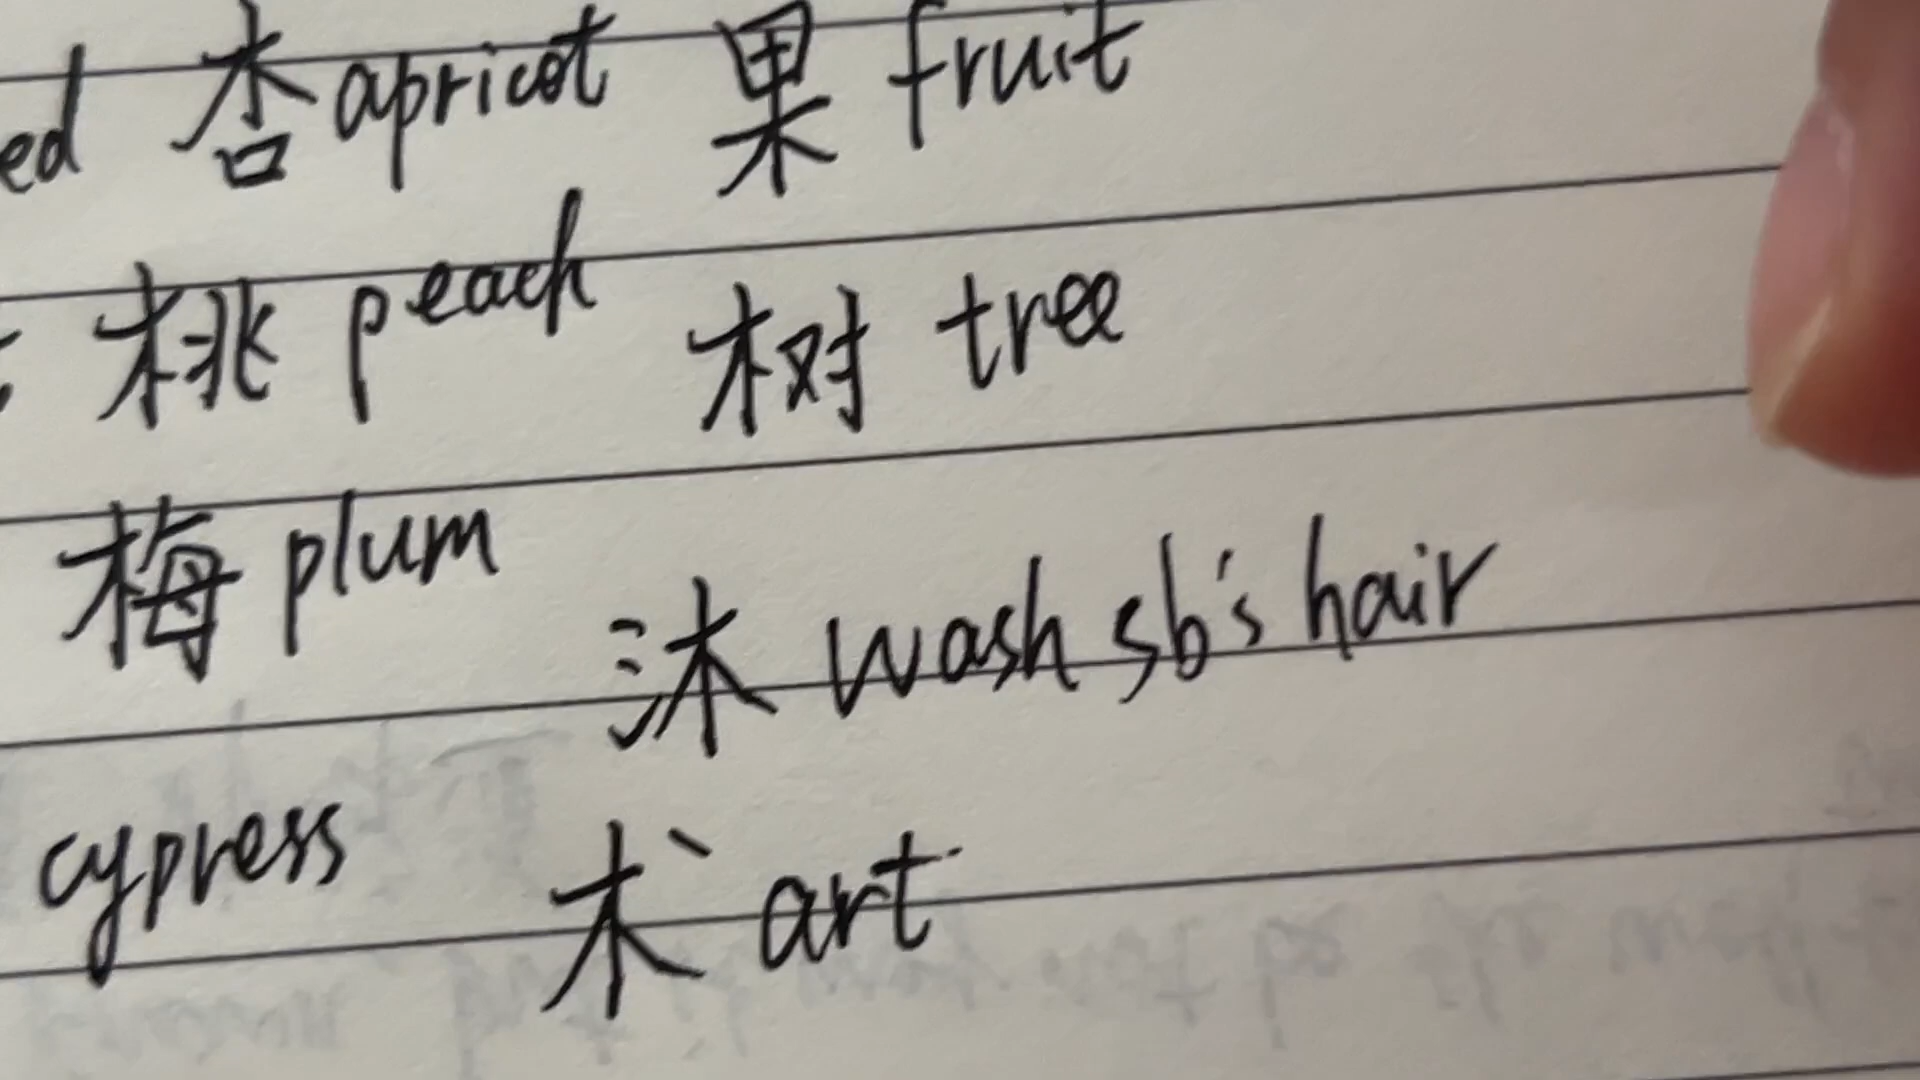 ed 杏 apricot 果 fruit
桃 peach 树 tree
梅 plum
沐 wash sb's hair
cypress 术 art